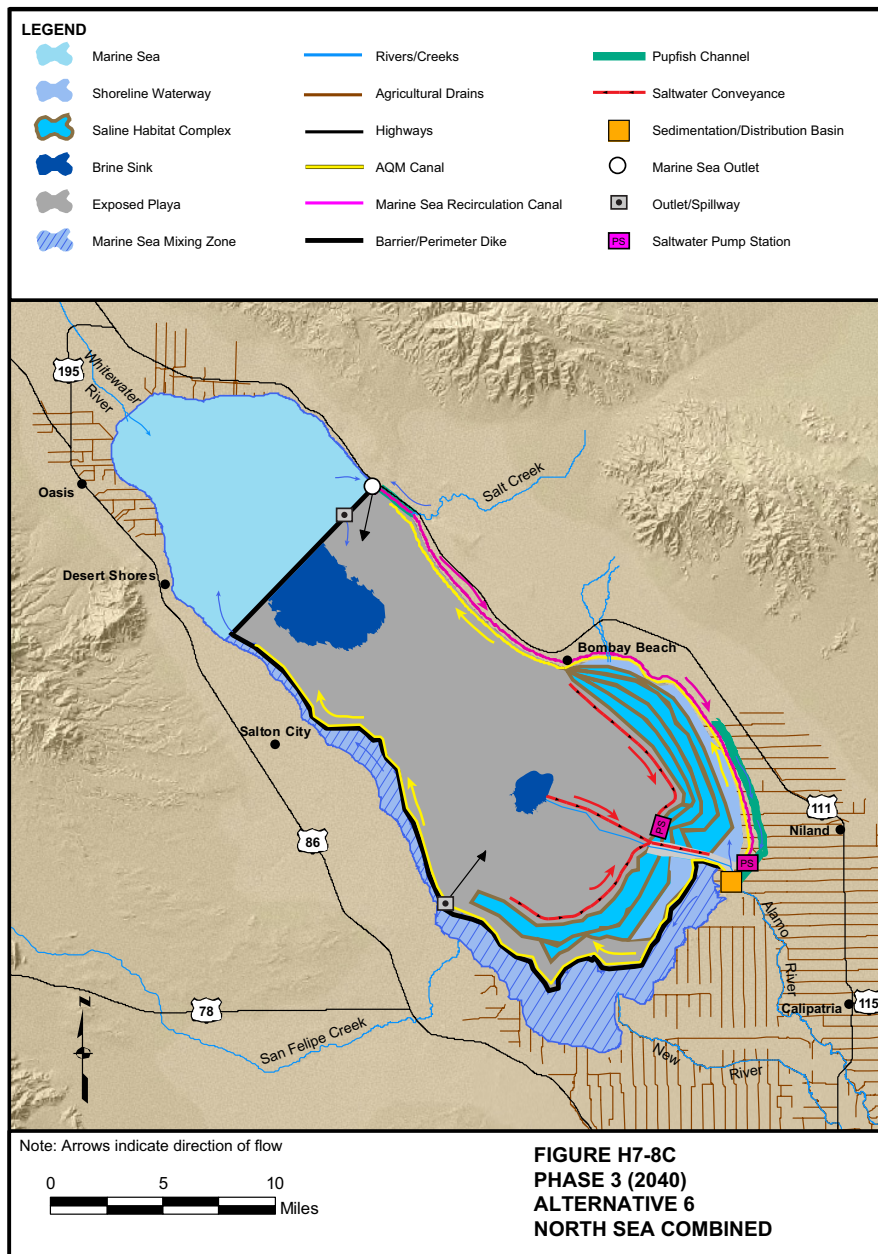 LEGEND
Marine Sea
Shoreline Waterway
Saline Habitat Complex
Brine Sink
Exposed Playa
Marine Sea Mixing Zone
Rivers/Creeks
Agricultural Drains
Highways
AQM Canal
Marine Sea Recirculation Canal
Barrier/Perimeter Dike
Pupfish Channel
Saltwater Conveyance
Sedimentation/Distribution Basin
Marine Sea Outlet
Outlet/Spillway
PS Saltwater Pump Station
195
Whitewater
River
Oasis
Salt Creek
Desert Shores
Bombay Beach
Salton City
111
Niland
86
PS
PS
Alamo
River
78
Calipatria
115
San Felipe Creek
New
River
N
Note: Arrows indicate direction of flow
0 5 10
Miles
FIGURE H7-8C
PHASE 3 (2040)
ALTERNATIVE 6
NORTH SEA COMBINED